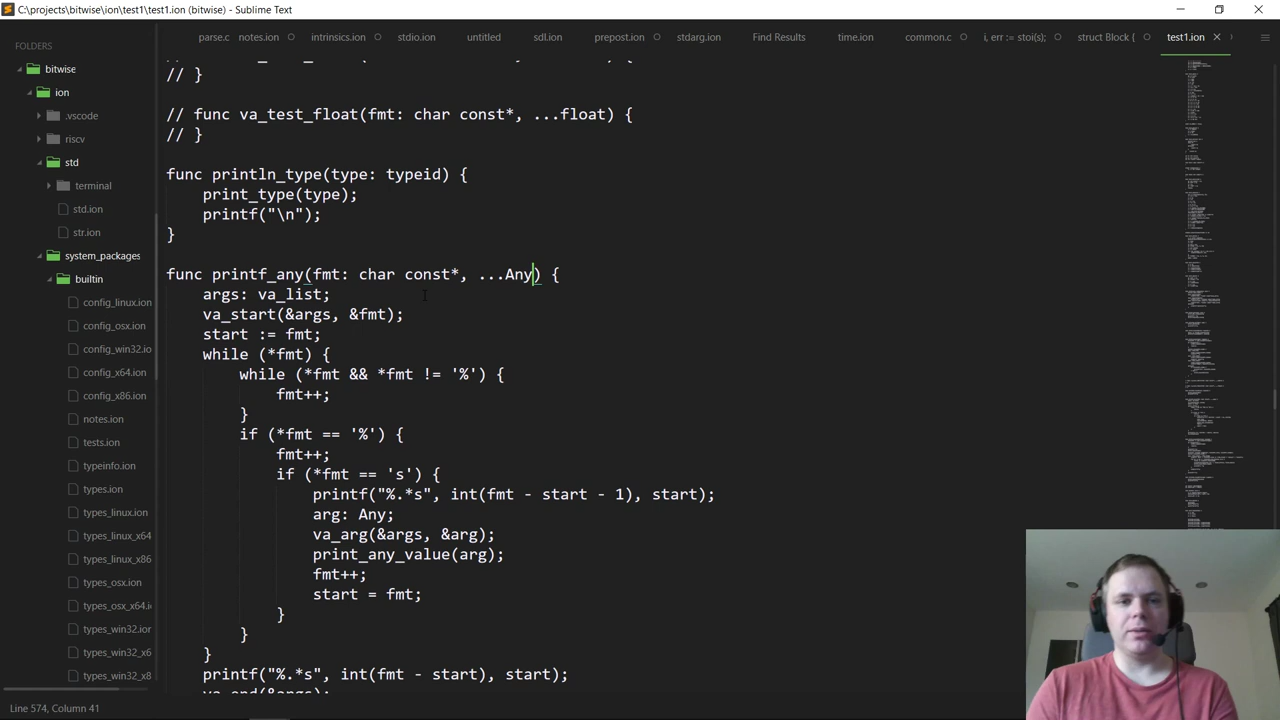 C:\projects\bitwise\ion\test1\test1.ion (bitwise) - Sublime Text
parse.c notes.ion intrinsics.ion stdio.ion untitled sdl.ion prepost.ion stdarg.ion Find Results time.ion common.c i, err := stoi(s); struct Block { test1.ion
FOLDERS
bitwise
ion
.vscode
riscv
std
terminal
std.ion
str.ion
system_packages
builtin
config_linux.ion
config_osx.ion
config_win32.io
config_x64.ion
config_x86.ion
notes.ion
tests.ion
typeinfo.ion
types.ion
types_linux.ion
types_linux_x64
types_linux_x86
types_osx.ion
types_osx_x64.i
types_win32.ion
types_win32_x6
types_win32_x8
// }
// func va_test_float(fmt: char const*, ...float) {
// }
func println_type(type: typeid) {
print_type(type);
printf("\n");
}
func printf_any(fmt: char const*, ...Any) {
args: va_list;
va_start(&args, &fmt);
start := fmt;
while (*fmt) {
while (*fmt && *fmt != '%') {
fmt++;
}
if (*fmt == '%') {
fmt++;
if (*fmt == 's') {
printf("%.*s", int(fmt - start - 1), start);
arg: Any;
va_arg(&args, &arg);
print_any_value(arg);
fmt++;
start = fmt;
}
}
}
printf("%.*s", int(fmt - start), start);
va_end(&args);
Line 574, Column 41